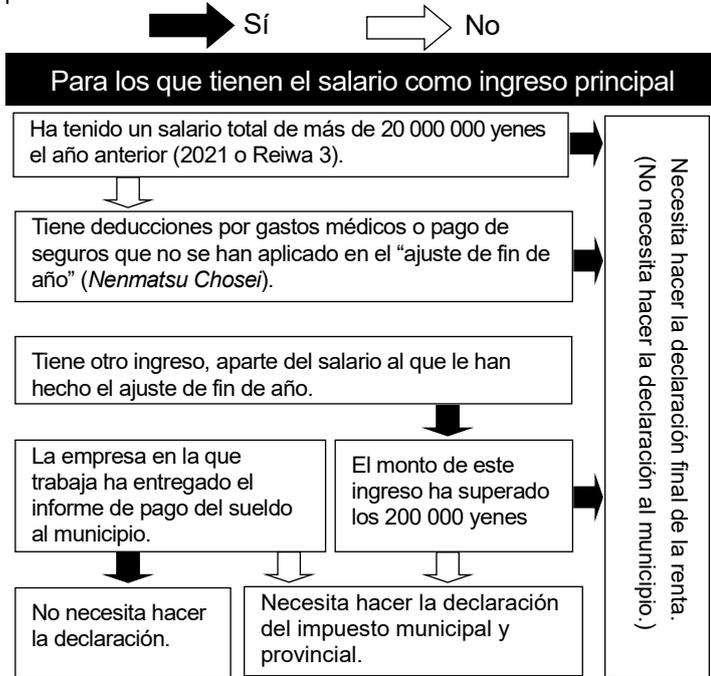 Sí
No
Para los que tienen el salario como ingreso principal
Ha tenido un salario total de más de 20 000 000 yenes
el año anterior (2021 o Reiwa 3).
Tiene deducciones por gastos médicos o pago de
seguros que no se han aplicado en el “ajuste de fin de
año” (Nenmatsu Chosei).
Tiene otro ingreso, aparte del salario al que le han
hecho el ajuste de fin de año.
La empresa en la que
trabaja ha entregado el
informe de pago del sueldo
al municipio.
El monto de este
ingreso ha superado
los 200 000 yenes
No necesita hacer
la declaración.
Necesita hacer la declaración
del impuesto municipal y
provincial.
Necesita hacer la declaración final de la renta.
(No necesita hacer la declaración al municipio.)